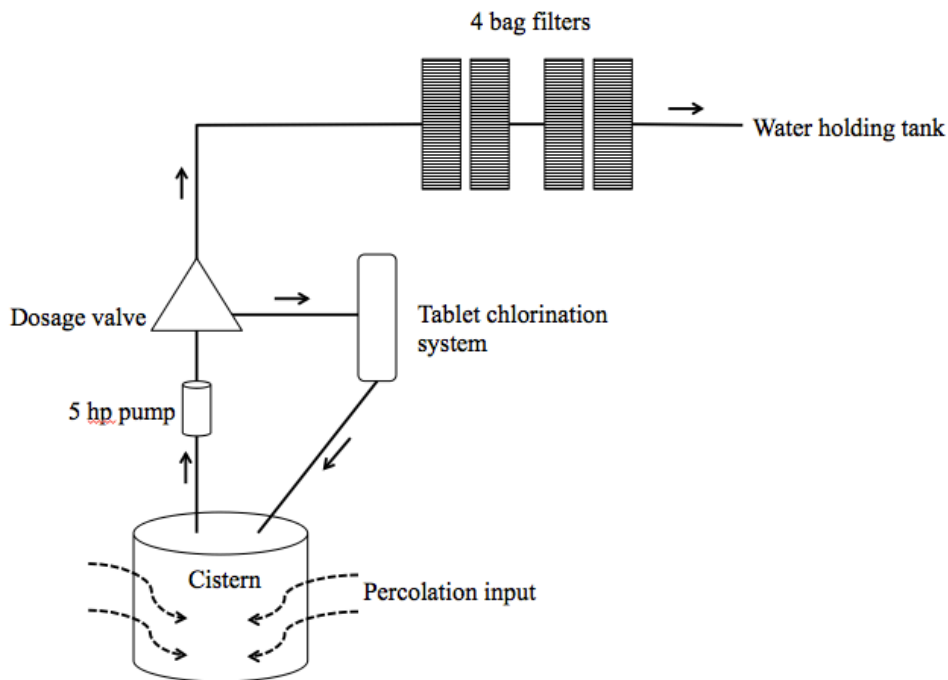 4 bag filters
Water holding tank
Dosage valve
Tablet chlorination
system
5 hp pump
Cistern
Percolation input